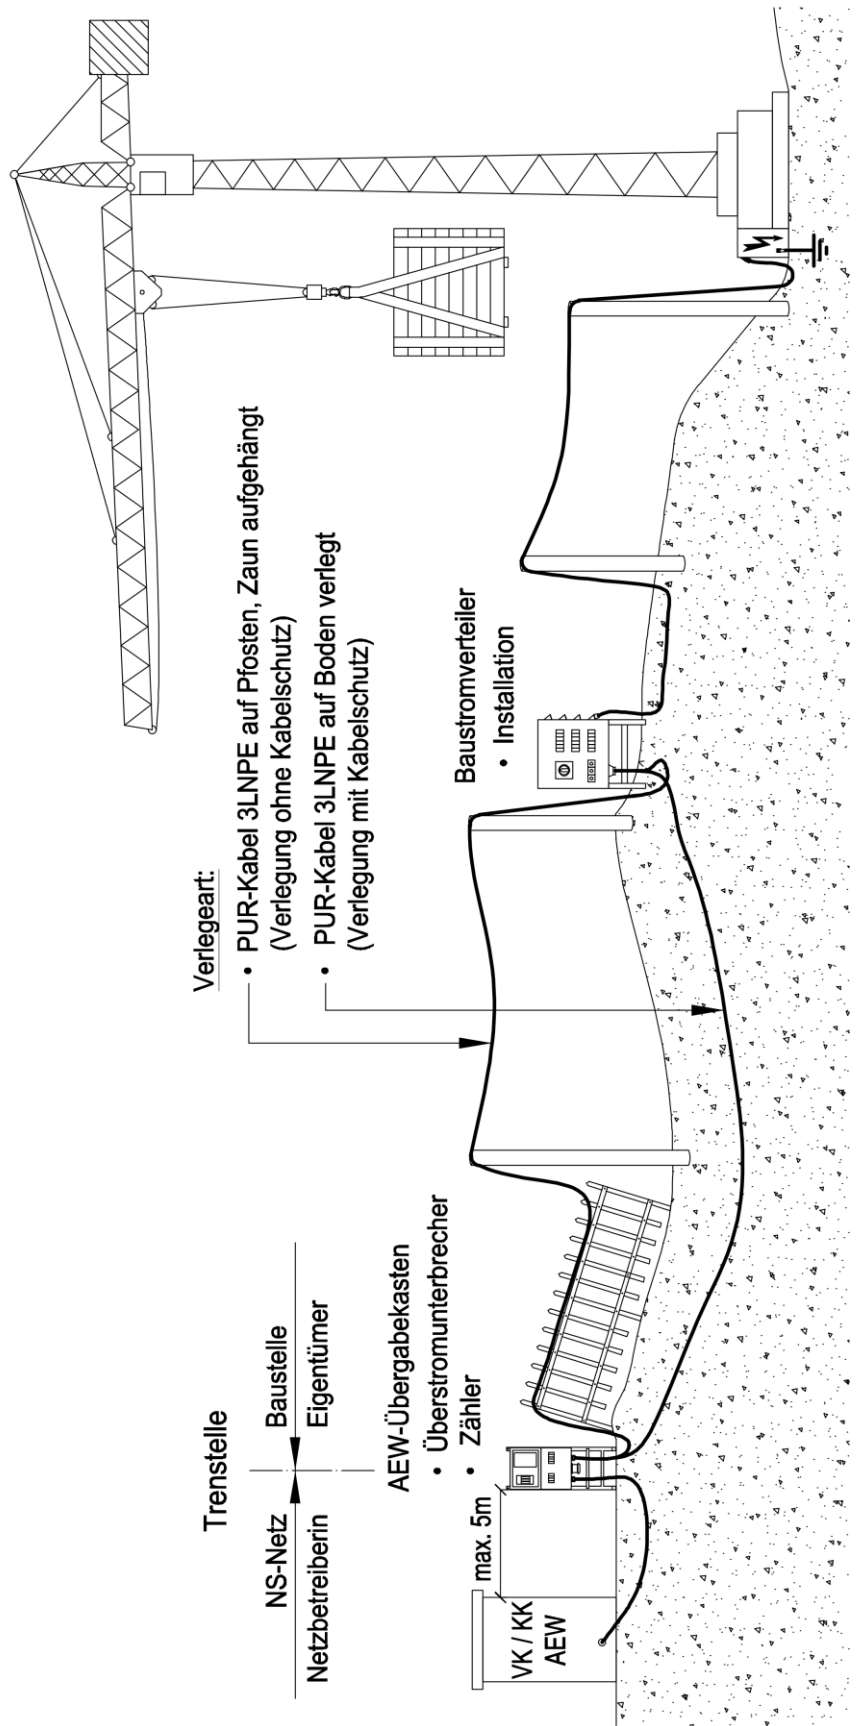 Trenstelle
NS-Netz
Baustelle
Netzbetreiberin
Eigentümer
Verlegeart:
• PUR-Kabel 3LNPE auf Pfosten, Zaun aufgehängt
(Verlegung ohne Kabelschutz)
• PUR-Kabel 3LNPE auf Boden verlegt
(Verlegung mit Kabelschutz)
AEW-Übergabekasten
• Überstromunterbrecher
• Zähler
max. 5m
VK / KK
AEW
Baustromverteiler
• Installation